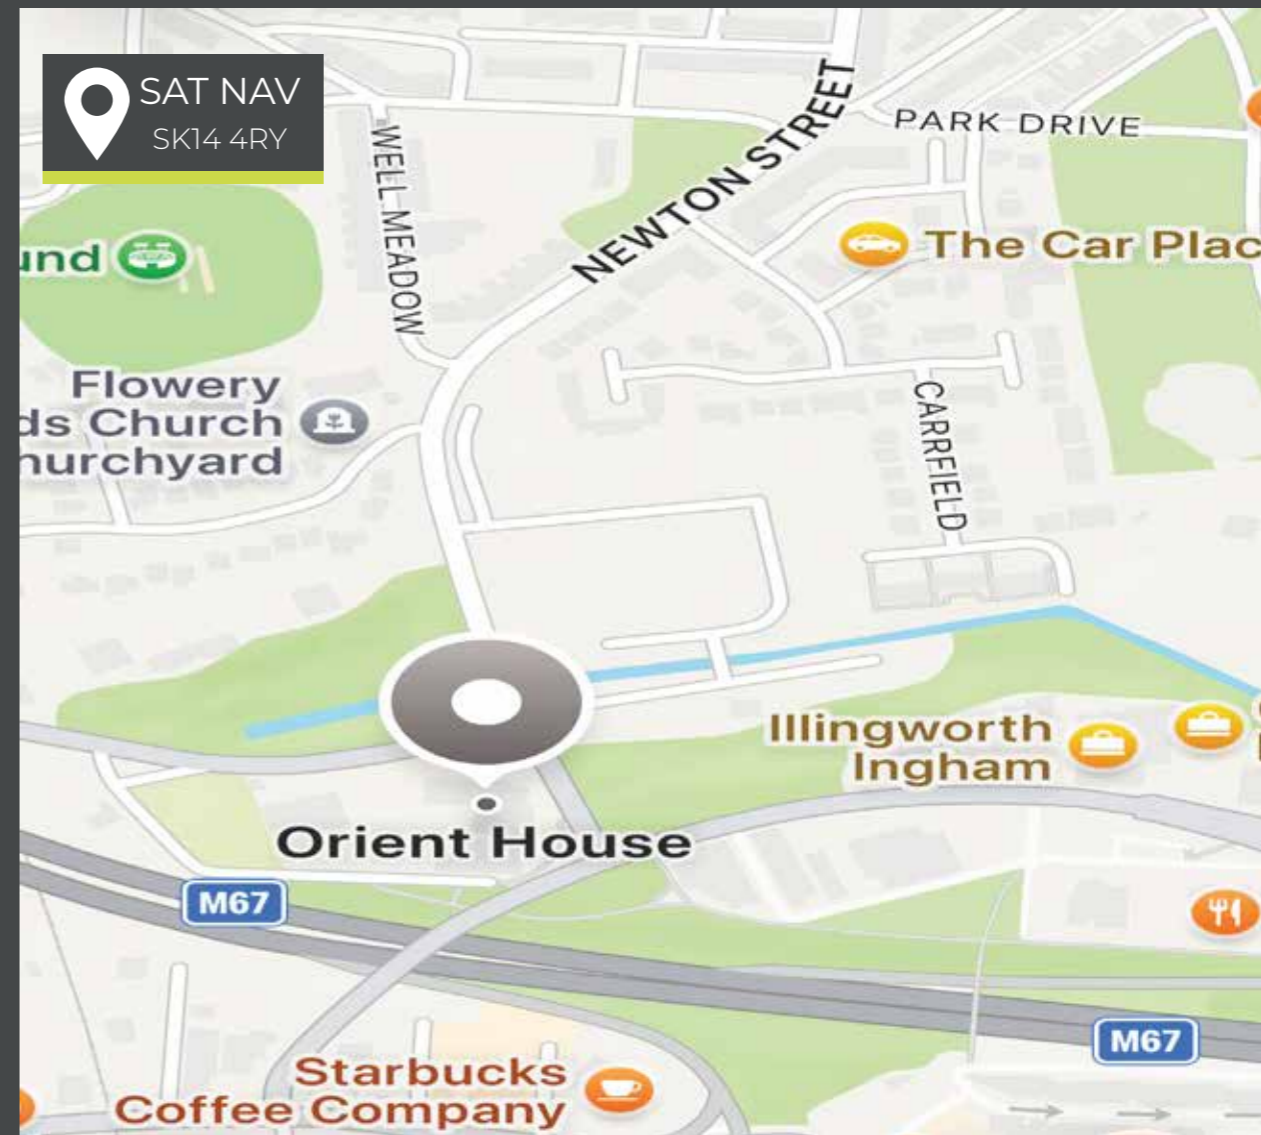 SAT NAV
SK14 4RY
WELL MEADOW
NEWTON STREET
PARK DRIVE
und
The Car Plac
Flowery
ds Church
hurchyard
CARRFIELD
Illingworth
Ingham
Orient House
M67
M67
Starbucks
Coffee Company